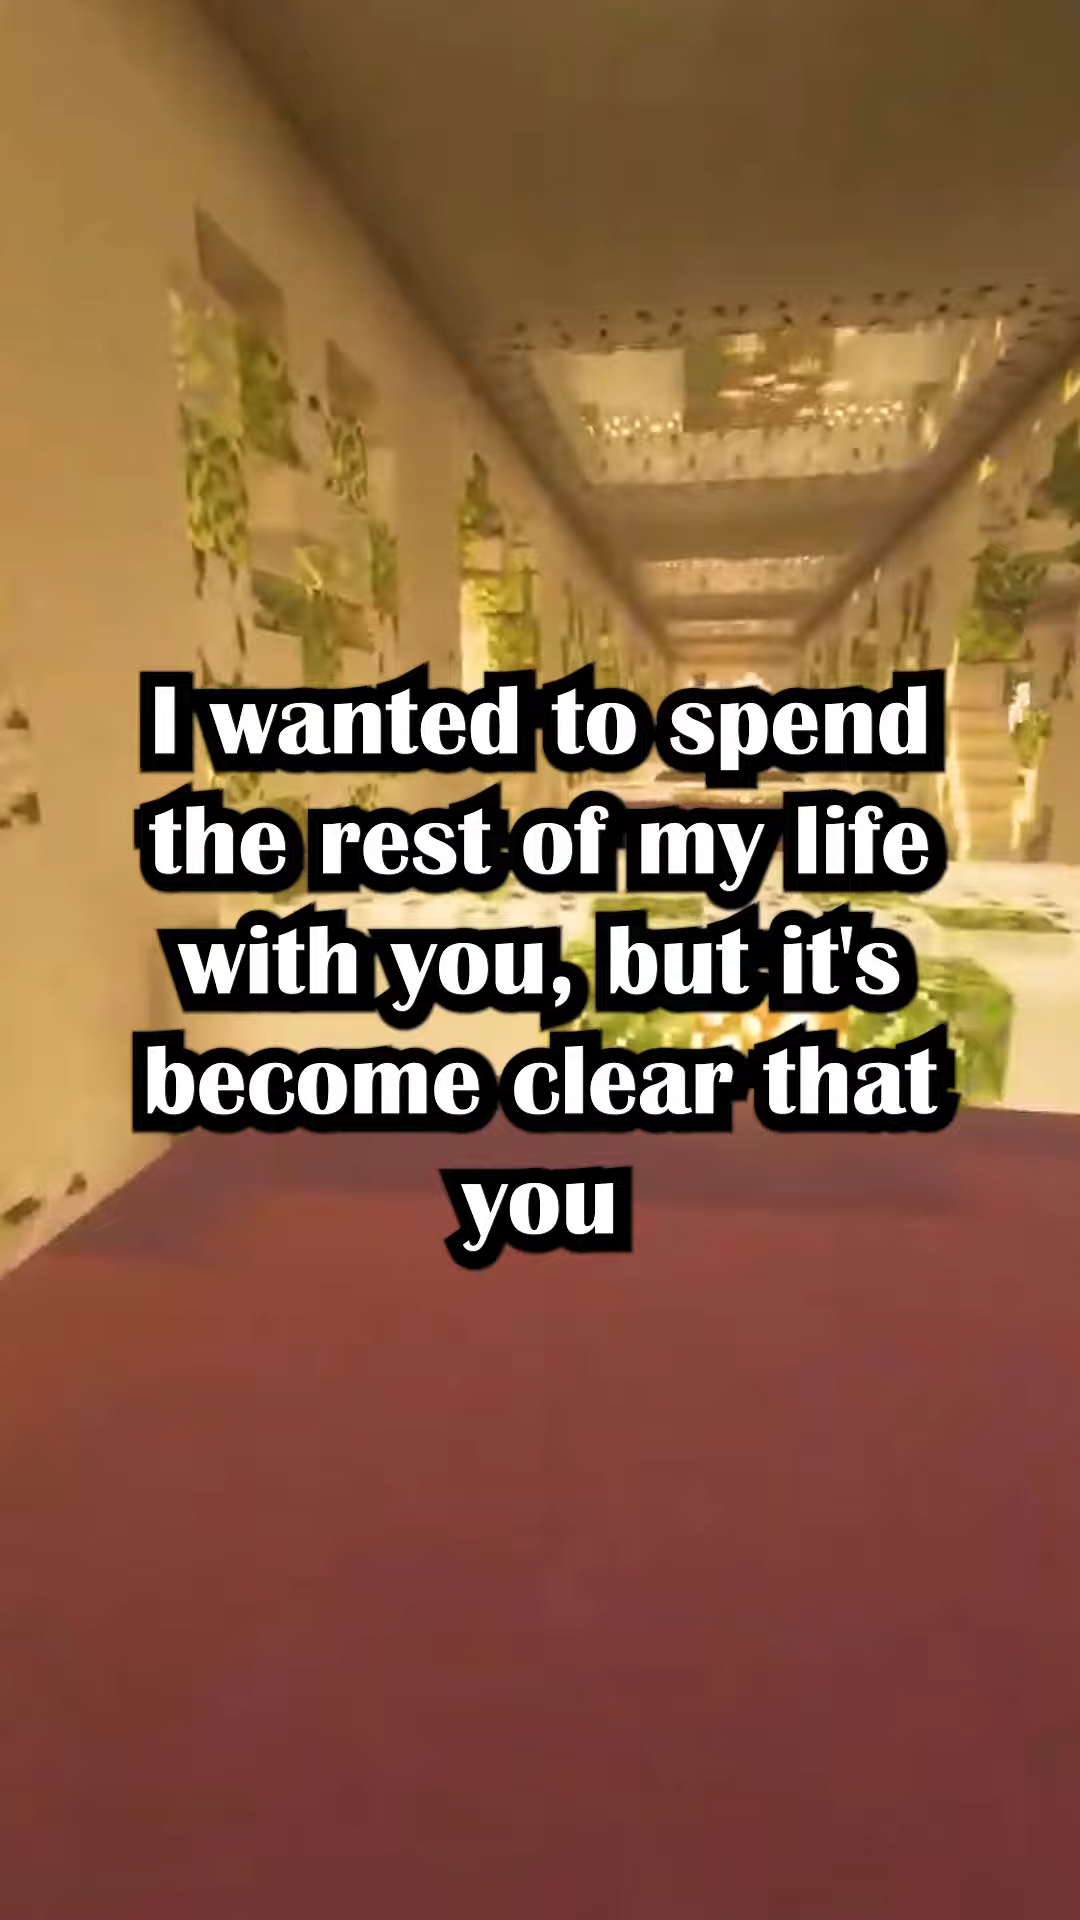 I wanted to spend
the rest of my life
with you, but it's
become clear that
you